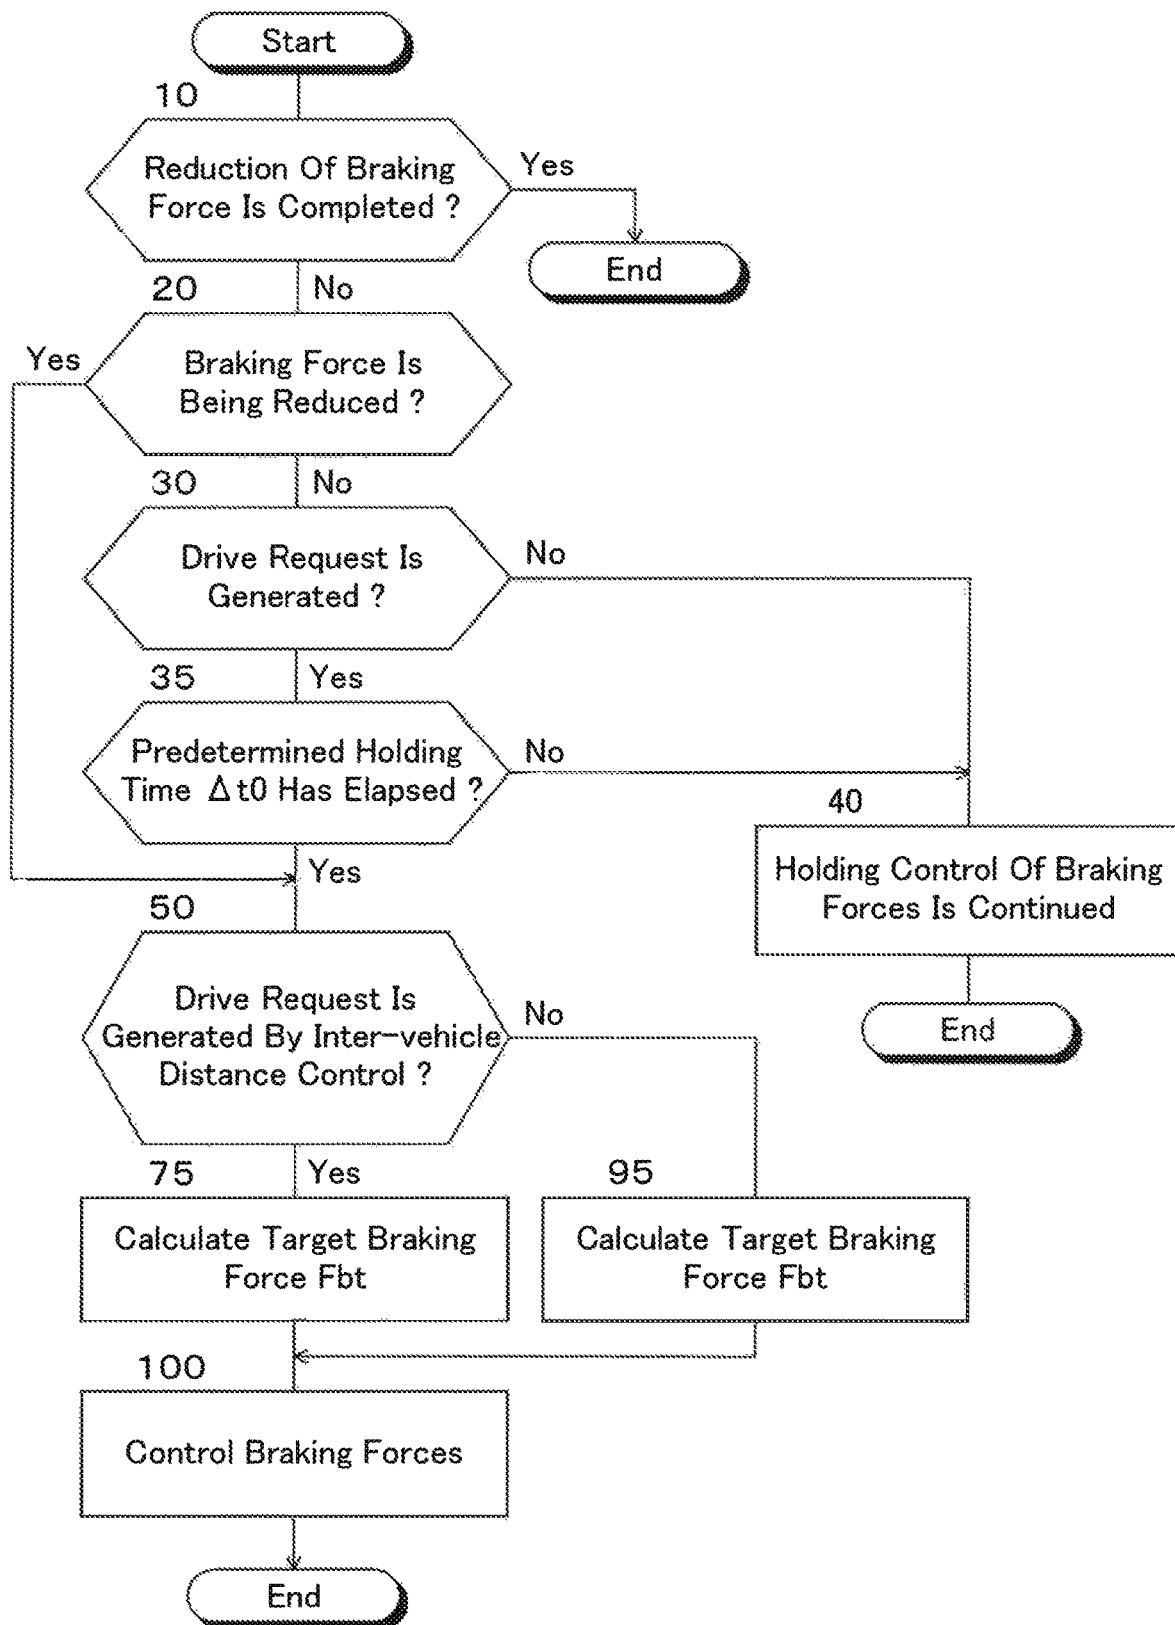 Start
10
Reduction Of Braking
Force Is Completed ?
Yes
End
20
No
Yes
Braking Force Is
Being Reduced ?
30
No
Drive Request Is
Generated ?
No
35
Yes
Predetermined Holding
Time Δt0 Has Elapsed ?
No
40
Holding Control Of Braking
Forces Is Continued
End
Yes
50
Drive Request Is
Generated By Inter-vehicle
Distance Control ?
No
75
Yes
95
Calculate Target Braking
Force Fbt
Calculate Target Braking
Force Fbt
100
Control Braking Forces
End